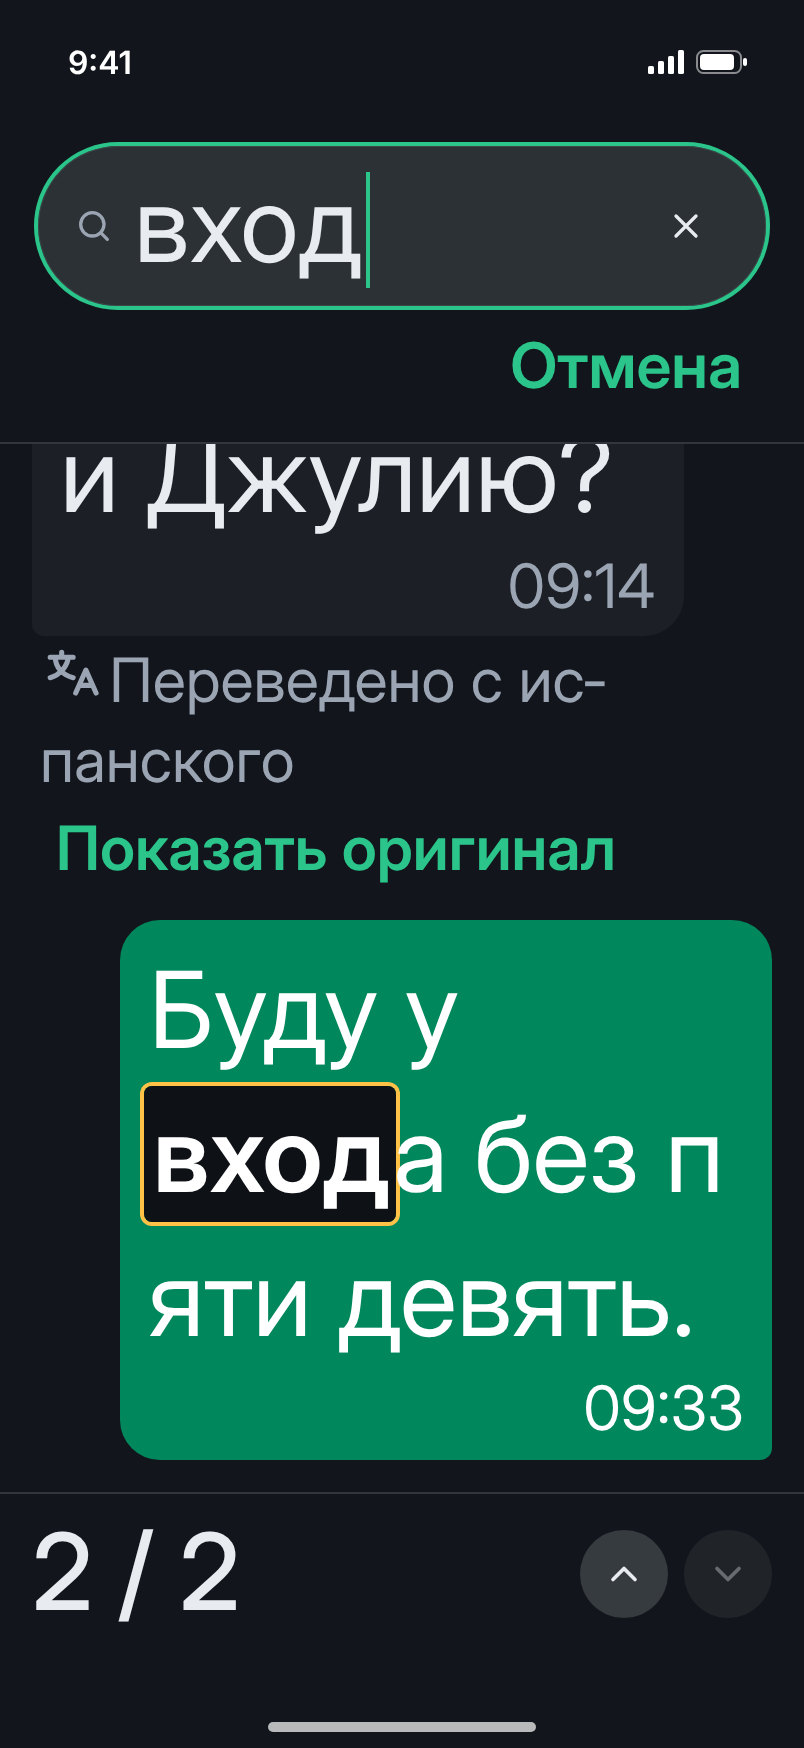 9:41
вход
Отмена
и Джулию?
09:14
Переведено с ис-
панского
Показать оригинал
Буду у
входа без п
яти девять.
09:33
2 / 2